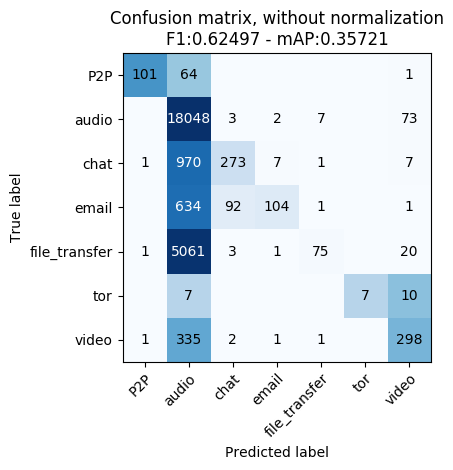 Confusion matrix, without normalization
F1:0.62497 - mAP:0.35721
True label
P2P 101 64 1
audio 18048 3 2 7 73
chat 1 970 273 7 1 7
email 634 92 104 1 1
file_transfer 1 5061 3 1 75 20
tor 7 7 10
video 1 335 2 1 1 298
P2P audio chat email file_transfer tor video
Predicted label